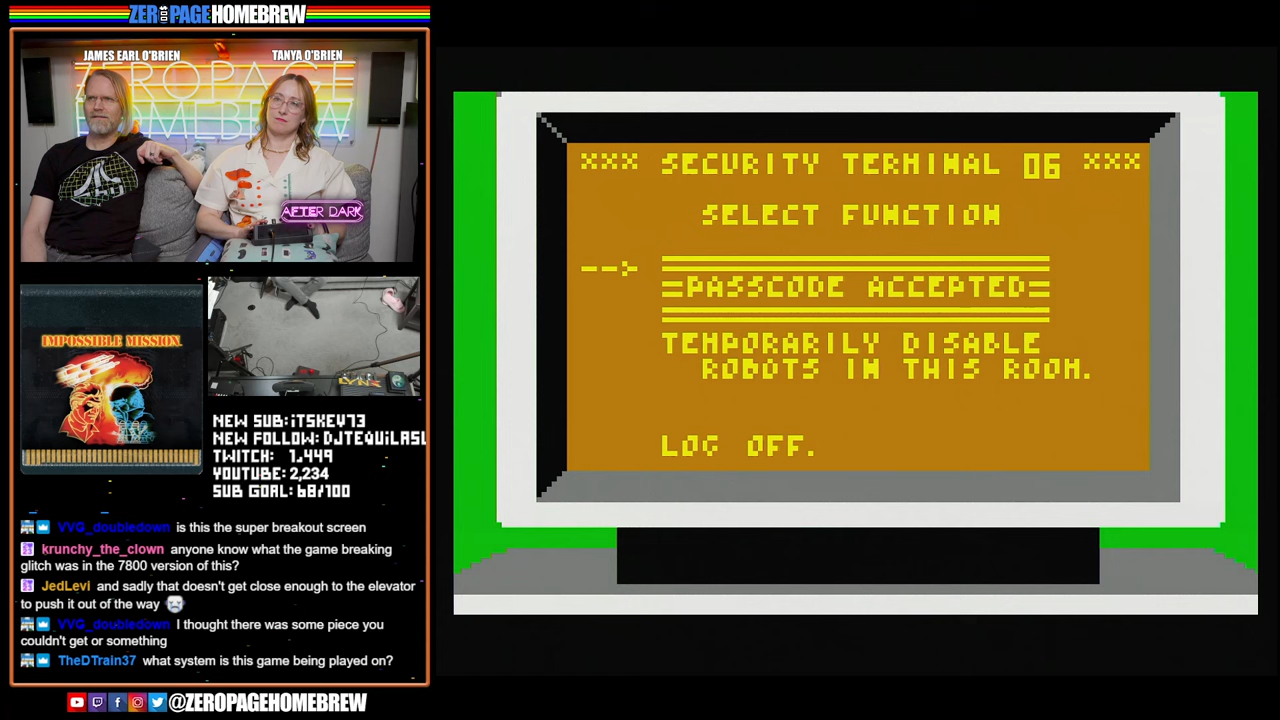 ZEROPAGE HOMEBREW
JAMES EARL O'BRIEN
TANYA O'BRIEN
ZEROPAGE
HOMEBREW
AFTER DARK
IMPOSSIBLE MISSION
LYNX
NEW SUB: iTSKEV73
NEW FOLLOW: DJTEQUiLASU
TWITCH: 1,449
YOUTUBE: 2,234
SUB GOAL: 68/100
VVG_doubledown is this the super breakout screen
krunchy_the_clown anyone know what the game breaking
glitch was in the 7800 version of this?
JedLevi and sadly that doesn't get close enough to the elevator
to push it out of the way
VVG_doubledown I thought there was some piece you
couldn't get or something
TheDTrain37 what system is this game being played on?
@ZEROPAGEHOMEBREW
*** SECURITY TERMINAL 06 ***
SELECT FUNCTION
-->
=PASSCODE ACCEPTED=
TEMPORARILY DISABLE
ROBOTS IN THIS ROOM.
LOG OFF.